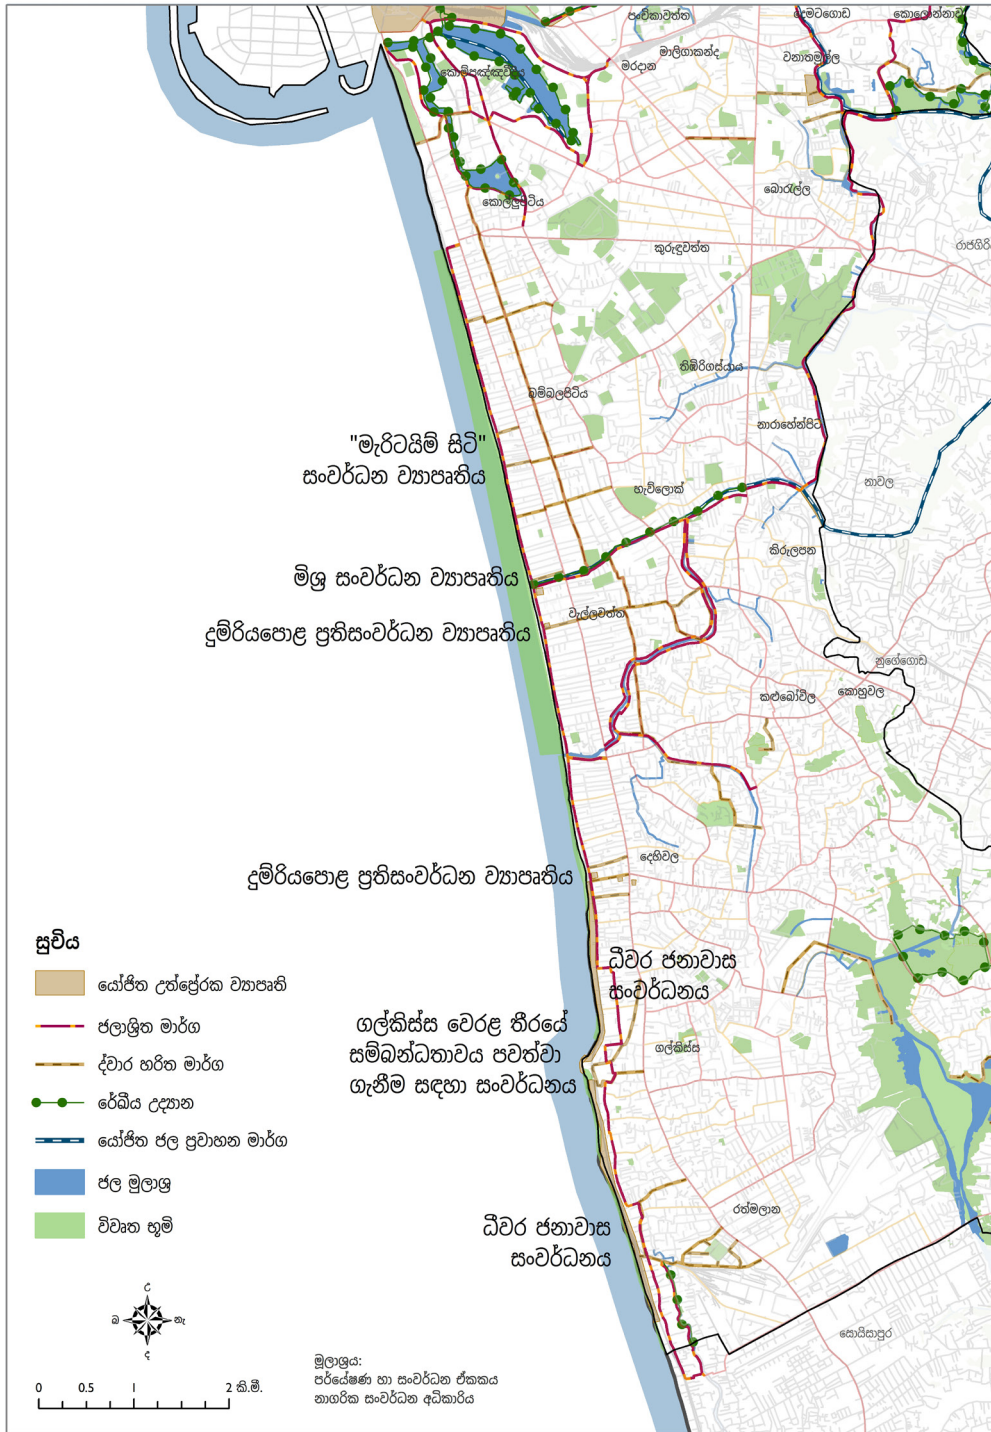 පංචිකාවත්ත
දෙමටගොඩ
කොලොන්නාව
මාලිගාකන්ද
මරදාන
වනාතමුල්ල
කොම්පඤ්ඤවීදිය
බොරැල්ල
කොල්ලුපිටිය
කුරුඳුවත්ත
රාජගිරි
තිඹිරිගස්යාය
බම්බලපිටිය
නාරාහේන්පිට
"මැරිටයිම් සිටි"
සංවර්ධන ව්‍යාපෘතිය
හැව්ලොක්
නාවල
කිරුලපන
මිශ්‍ර සංවර්ධන ව්‍යාපෘතිය
වැල්ලවත්ත
දුම්රියපොළ ප්‍රතිසංවර්ධන ව්‍යාපෘතිය
නුගේගොඩ
කළුබෝවිල
කොහුවල
දෙහිවල
දුම්රියපොළ ප්‍රතිසංවර්ධන ව්‍යාපෘතිය
ධීවර ජනාවාස
සංවර්ධනය
ගල්කිස්ස වෙරළ තීරයේ
සම්බන්ධතාවය පවත්වා
ගැනීම සඳහා සංවර්ධනය
ගල්කිස්ස
රත්මලාන
ධීවර ජනාවාස
සංවර්ධනය
සොයිසාපුර
සූචිය
යෝජිත උත්ප්‍රේරක ව්‍යාපෘති
ජලාශ්‍රිත මාර්ග
ද්වාර හරිත මාර්ග
රේඛීය උද්‍යාන
යෝජිත ජල ප්‍රවාහන මාර්ග
ජල මූලාශ්‍ර
විවෘත භූමි
උ
බ
නැ
ද
0 0.5 1 2 කි.මී.
මූලාශ්‍රය:
පර්යේෂණ හා සංවර්ධන ඒකකය
නාගරික සංවර්ධන අධිකාරිය